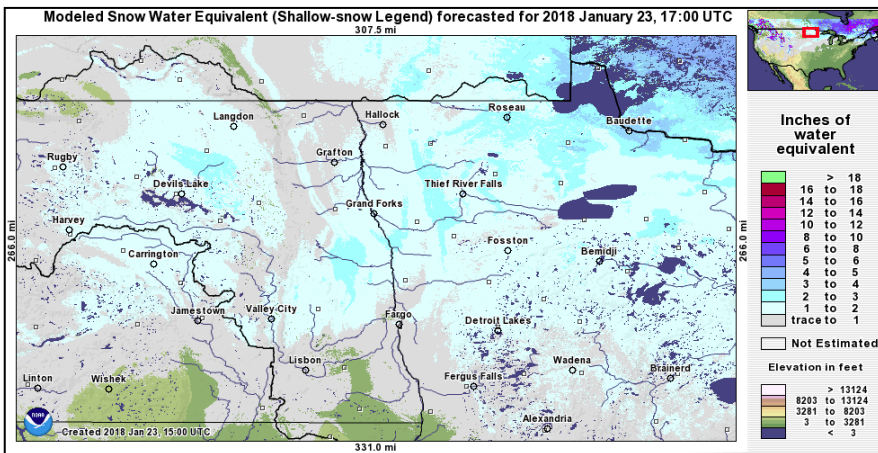 Modeled Snow Water Equivalent (Shallow-snow Legend) forecasted for 2018 January 23, 17:00 UTC
307.5 mi
Langdon
Hallock
Roseau
Baudette
Rugby
Grafton
Devils Lake
Thief River Falls
Grand Forks
Harvey
Carrington
Fosston
Bemidji
266.0 mi
266.0 mi
Jamestown
Valley City
Fargo
Detroit Lakes
Lisbon
Wadena
Brainerd
Linton
Wishek
Fergus Falls
Alexandria
NOAA
Created 2018 Jan 23, 15:00 UTC
331.0 mi
Inches of
water
equivalent
> 18
16 to 18
14 to 16
12 to 14
10 to 12
8 to 10
6 to 8
5 to 6
4 to 5
3 to 4
2 to 3
1 to 2
trace to 1
Not Estimated
Elevation in feet
> 13124
8203 to 13124
3281 to 8203
3 to 3281
< 3